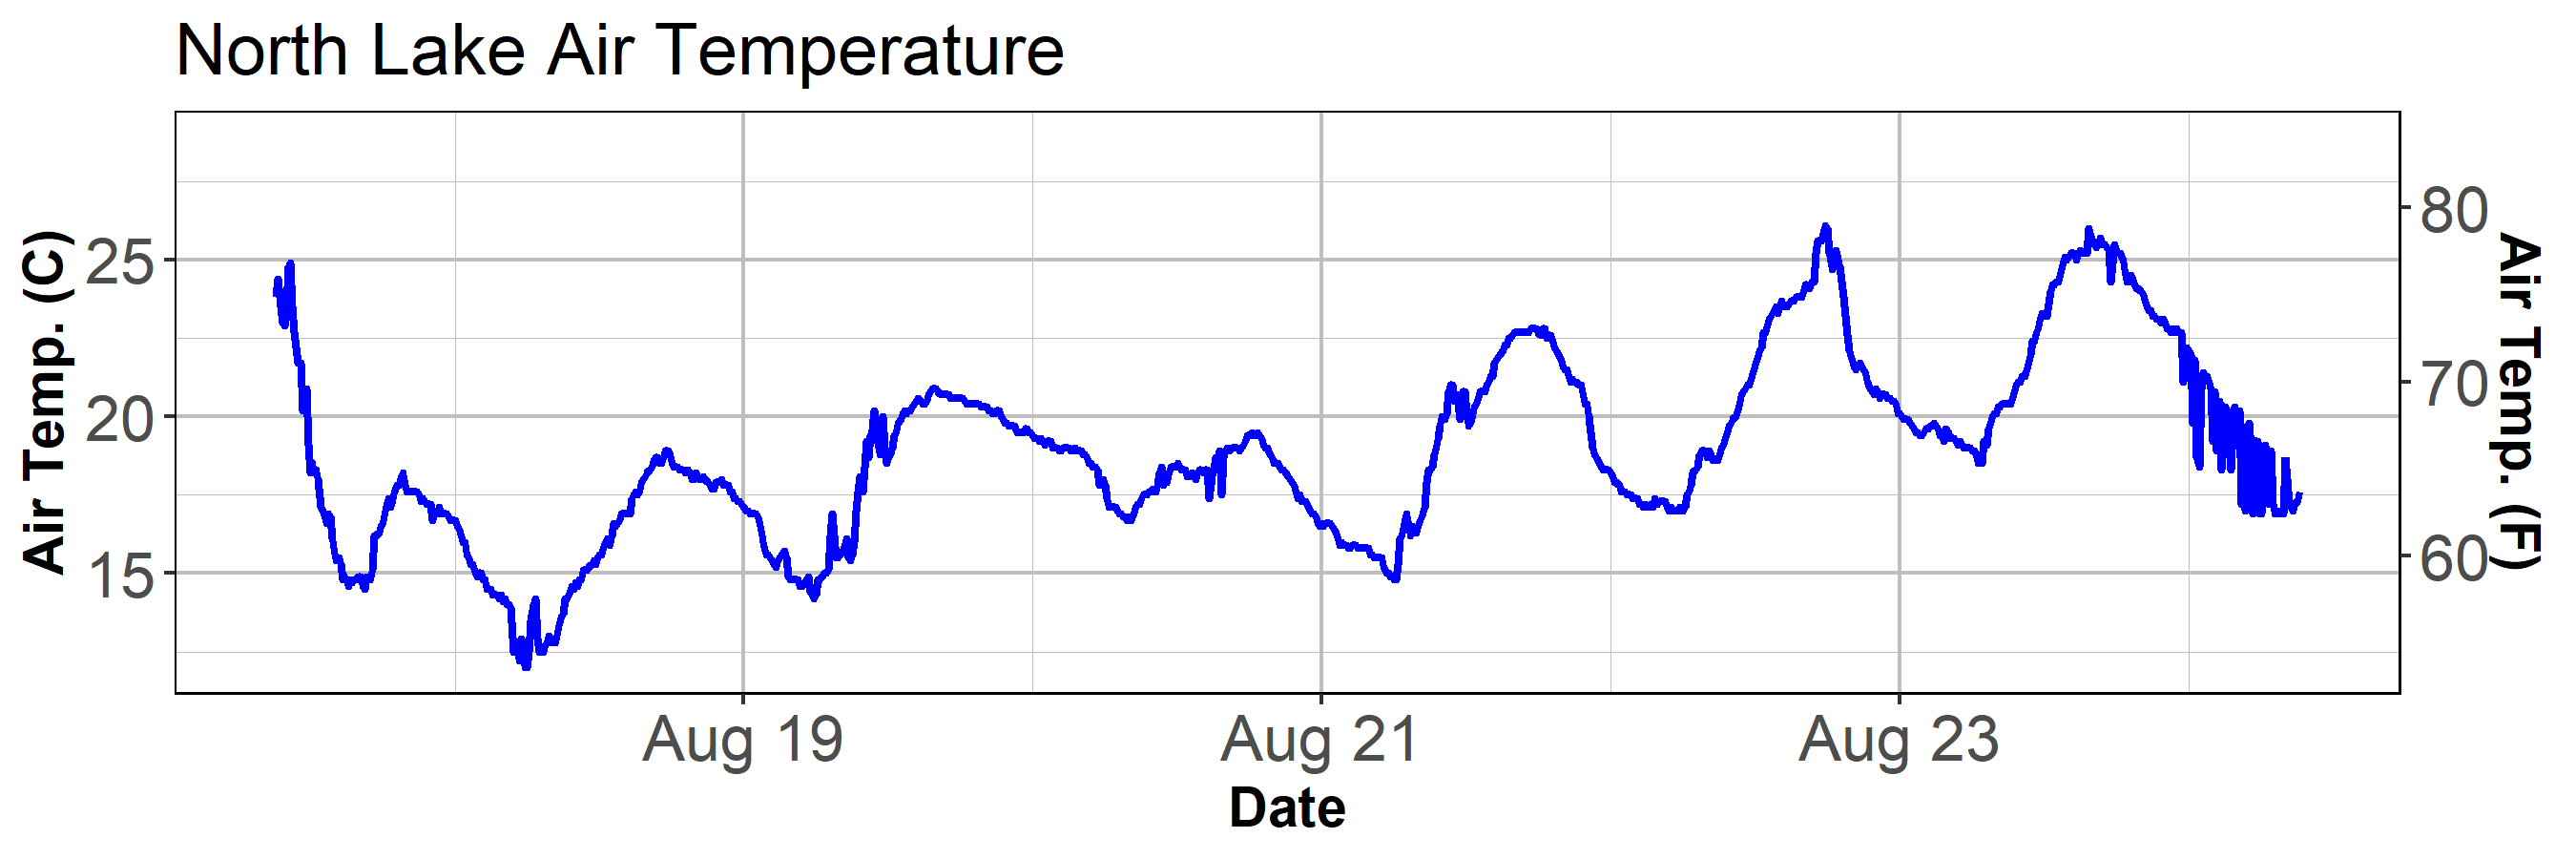 North Lake Air Temperature
Air Temp. (C)
25
20
15
80
70
60
Air Temp. (F)
Aug 19
Aug 21
Aug 23
Date